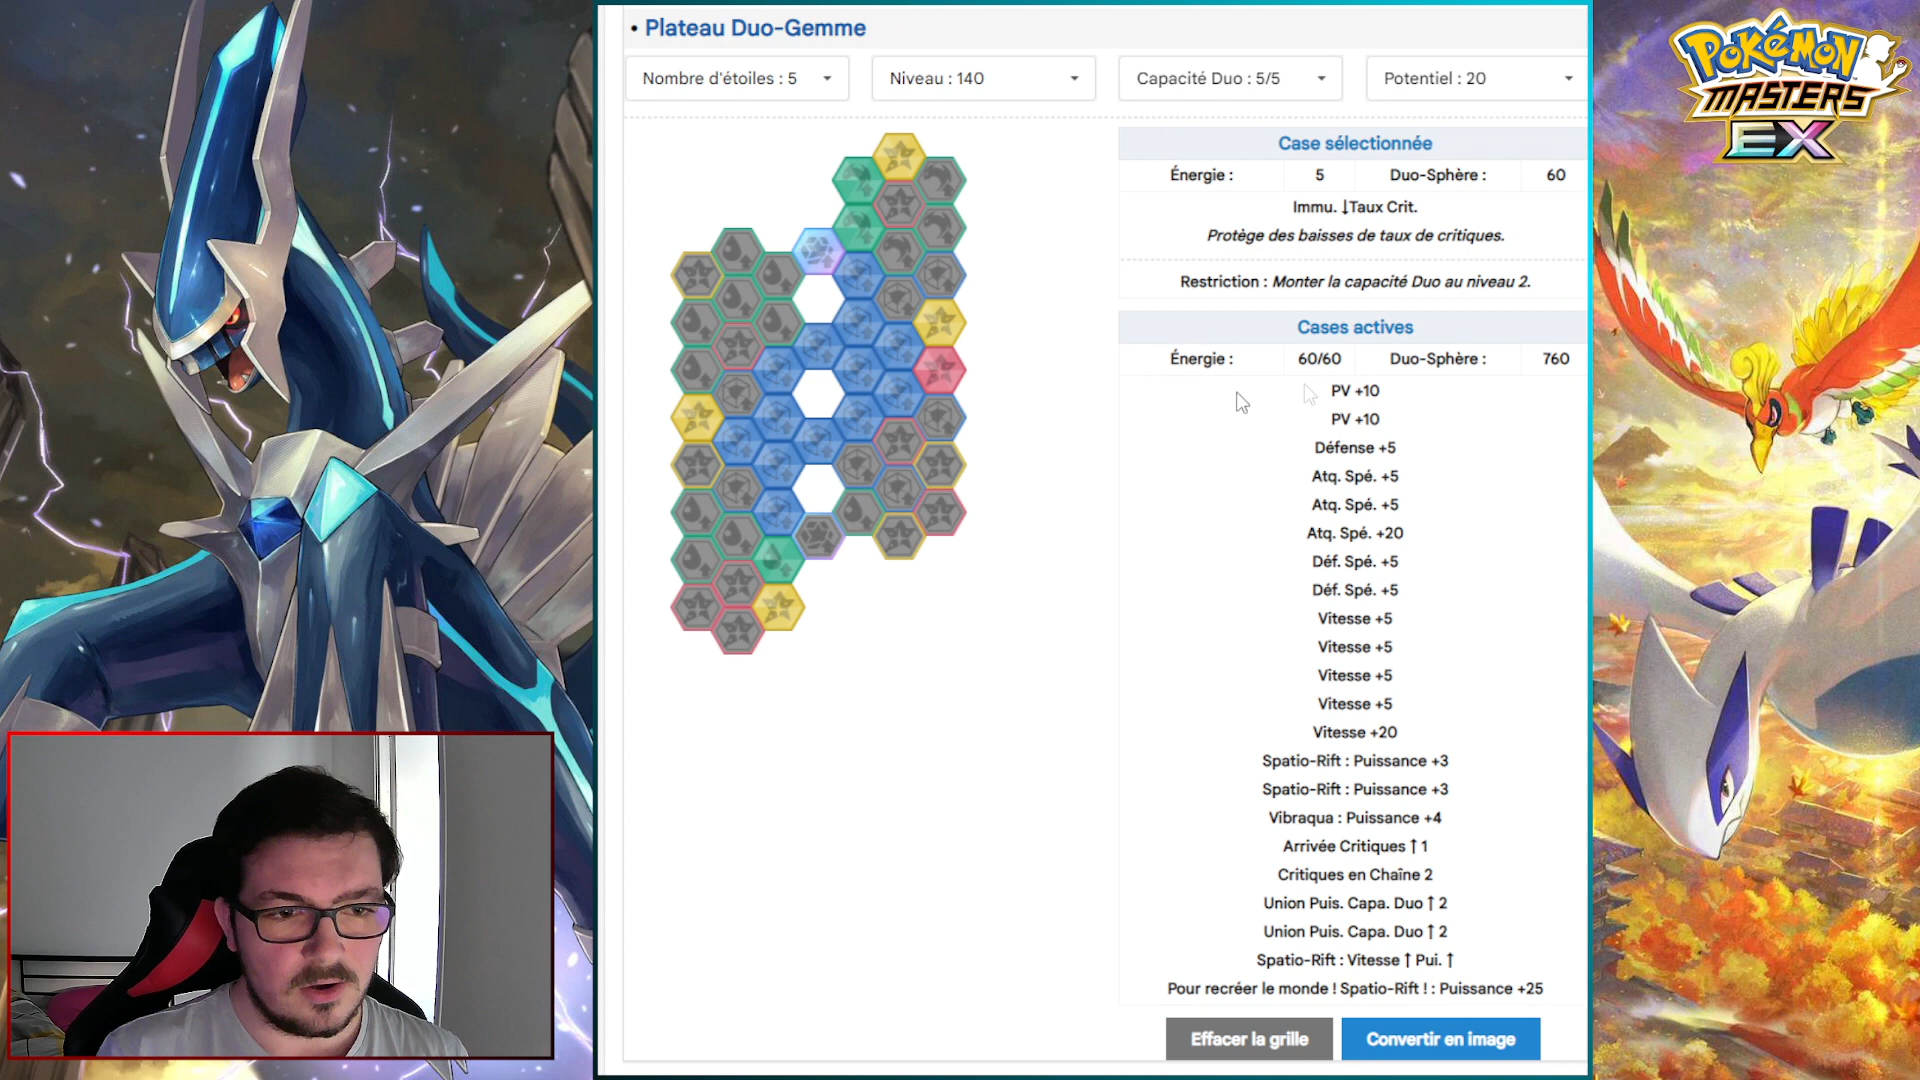 • Plateau Duo-Gemme
Nombre d'étoiles : 5
Niveau : 140
Capacité Duo : 5/5
Potentiel : 20
Case sélectionnée
Énergie : 5 Duo-Sphère : 60
Immu. ↓Taux Crit.
Protège des baisses de taux de critiques.
Restriction : Monter la capacité Duo au niveau 2.
Cases actives
Énergie : 60/60 Duo-Sphère : 760
PV +10
PV +10
Défense +5
Atq. Spé. +5
Atq. Spé. +5
Atq. Spé. +20
Déf. Spé. +5
Déf. Spé. +5
Vitesse +5
Vitesse +5
Vitesse +5
Vitesse +5
Vitesse +20
Spatio-Rift : Puissance +3
Spatio-Rift : Puissance +3
Vibraqua : Puissance +4
Arrivée Critiques ↑ 1
Critiques en Chaîne 2
Union Puis. Capa. Duo ↑ 2
Union Puis. Capa. Duo ↑ 2
Spatio-Rift : Vitesse ↑ Pui. ↑
Pour recréer le monde ! Spatio-Rift ! : Puissance +25
Effacer la grille
Convertir en image
POKéMON
MASTERS
EX